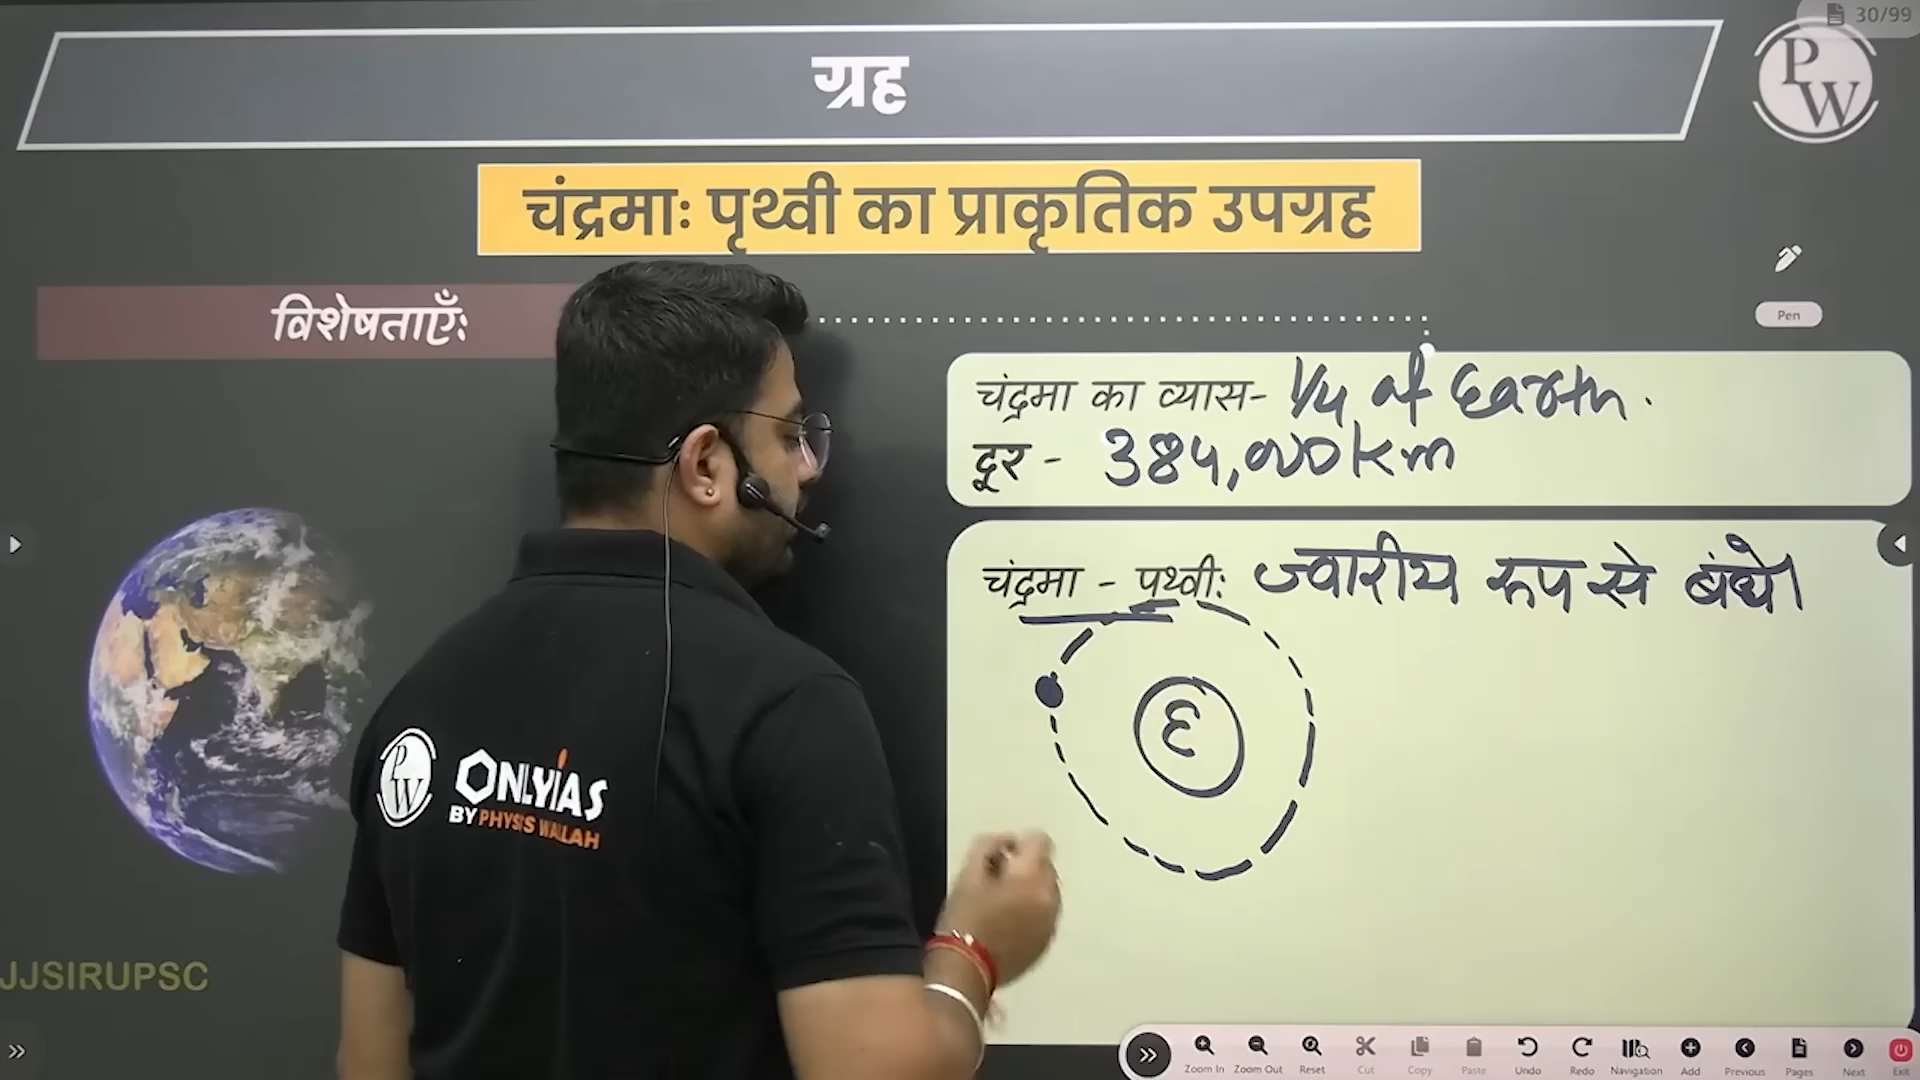 30/99
ग्रह
PW
चंद्रमाः पृथ्वी का प्राकृतिक उपग्रह
विशेषताएँ:
Pen
चंद्रमा का व्यास- 1/4 of Earth.
दूर - 384,000 km
चंद्रमा - पृथ्वी: ज्वारीय रूप से बंधे।
E
PW ONLYIAS
BY PHYSICS WALLAH
JJSIRUPSC
Zoom In Zoom Out Reset Cut Copy Paste Undo Redo Navigation Add Previous Pages Next Exit